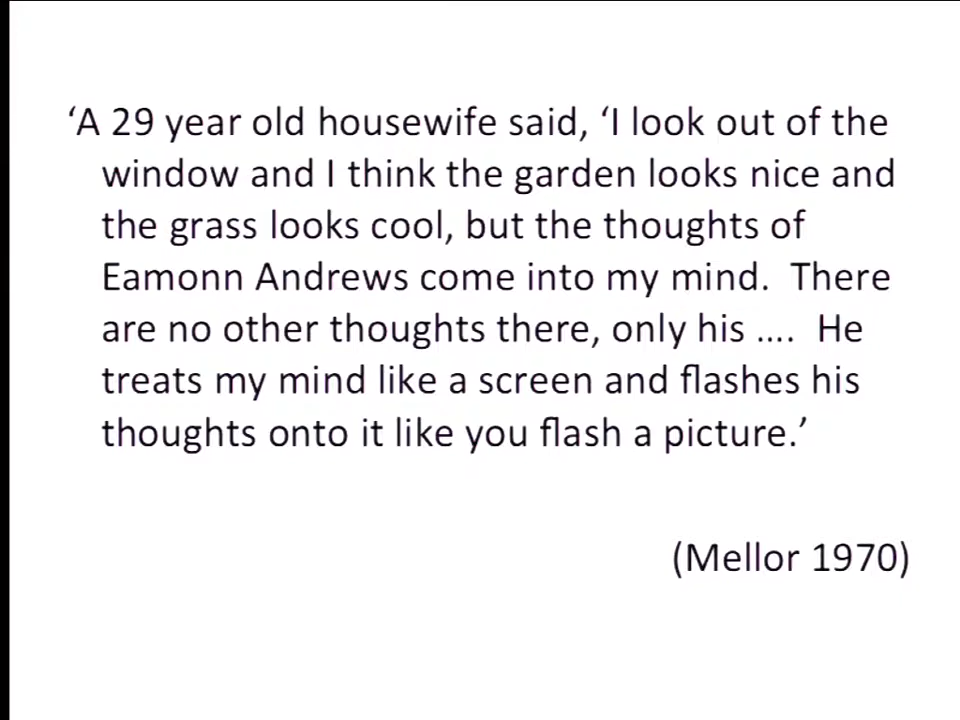 ‘A 29 year old housewife said, ‘I look out of the
window and I think the garden looks nice and
the grass looks cool, but the thoughts of
Eamonn Andrews come into my mind.  There
are no other thoughts there, only his ....  He
treats my mind like a screen and flashes his
thoughts onto it like you flash a picture.’
(Mellor 1970)